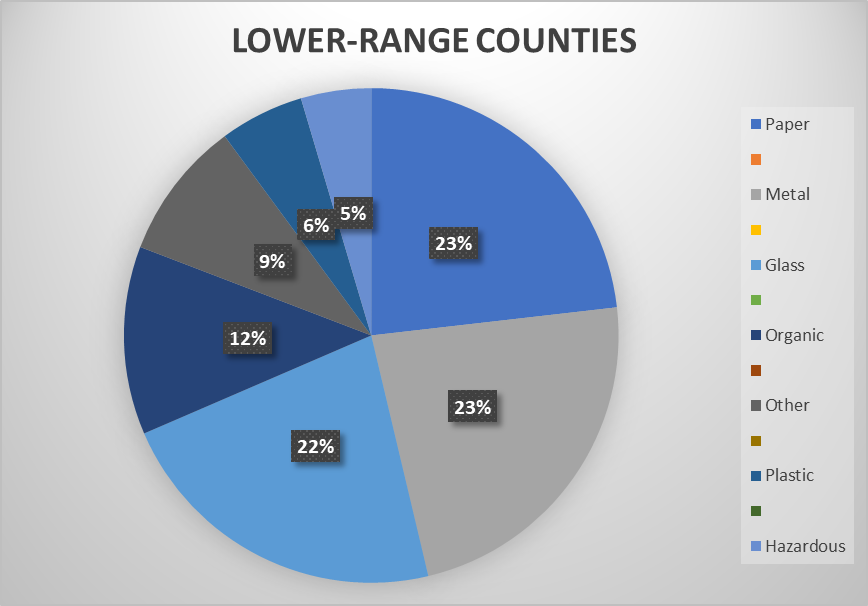 LOWER-RANGE COUNTIES
5%
6%
23%
9%
12%
23%
22%
Paper
Metal
Glass
Organic
Other
Plastic
Hazardous